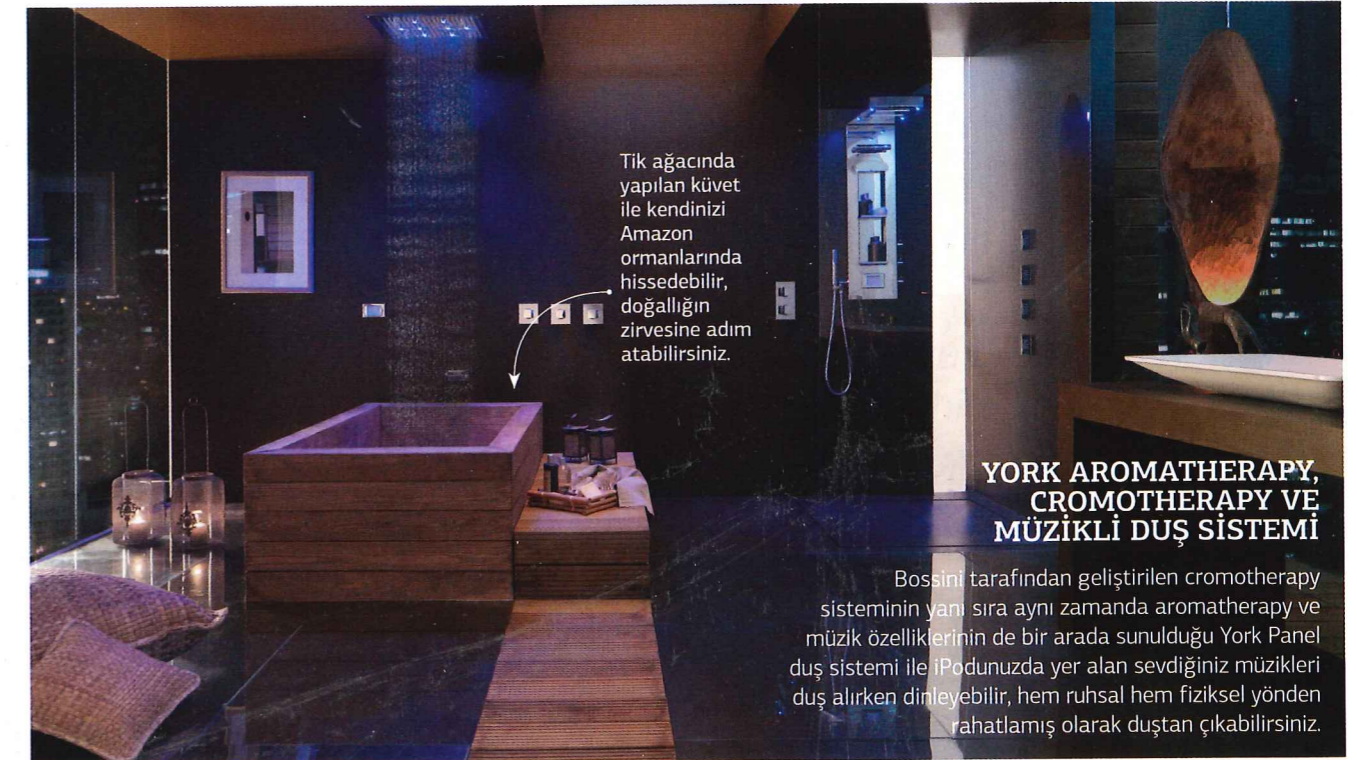 Tik ağacında
yapılan küvet
ile kendinizi
Amazon
ormanlarında
hissedebilir,
doğallığın
zirvesine adım
atabilirsiniz.
YORK AROMATHERAPY,
CROMOTHERAPY VE
MÜZİKLİ DUŞ SİSTEMİ
Bossini tarafından geliştirilen cromotherapy
sisteminin yanı sıra aynı zamanda aromatherapy ve
müzik özelliklerinin de bir arada sunulduğu York Panel
duş sistemi ile iPodunuzda yer alan sevdiğiniz müzikleri
duş alırken dinleyebilir, hem ruhsal hem fiziksel yönden
rahatlamış olarak duştan çıkabilirsiniz.